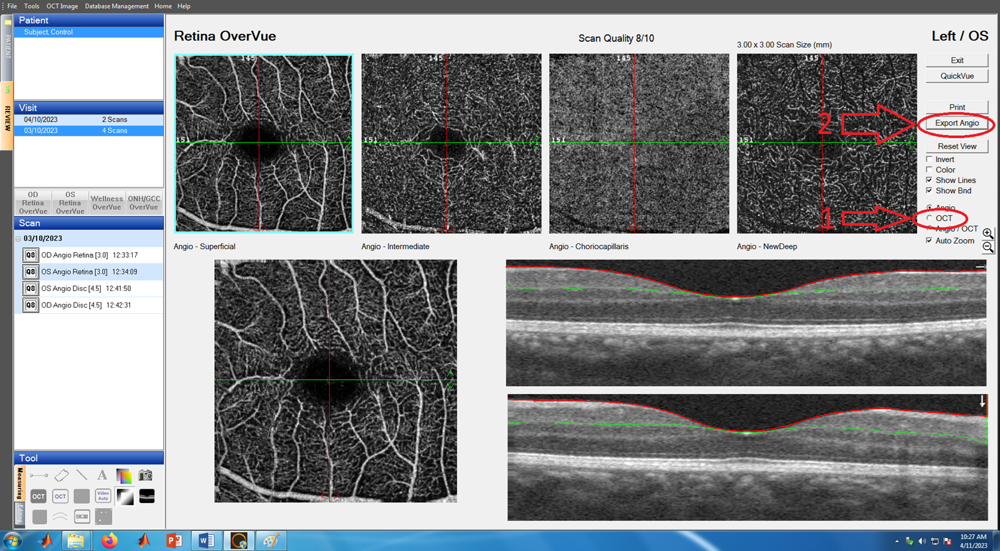 File Tools OCT Image Database Management Home Help
PATIENT
REVIEW
Patient
Subject, Control
Visit
04/10/2023 2 Scans
03/10/2023 4 Scans
OD Retina OverVue
OS Retina OverVue
Wellness OverVue
ONH/GCC OverVue
Scan
03/10/2023
Q8 OD Angio Retina [3.0] 12:33:17
Q8 OS Angio Retina [3.0] 12:34:09
Q8 OS Angio Disc [4.5] 12:41:50
Q8 OD Angio Disc [4.5] 12:42:31
Tool
Measuring
Editing
A
OCT OCT Video Auto
DCM
Retina OverVue
Scan Quality 8/10
3.00 x 3.00 Scan Size (mm)
Left / OS
145 145 145 145
151 151 151 151
Angio - Superficial
Angio - Intermediate
Angio - Choriocapillaris
Angio - NewDeep
Exit
QuickVue
Print
2
Export Angio
Reset View
Invert
Color
Show Lines
Show Bnd
Angio
1
OCT
Angio / OCT
Auto Zoom
10:27 AM
4/11/2023